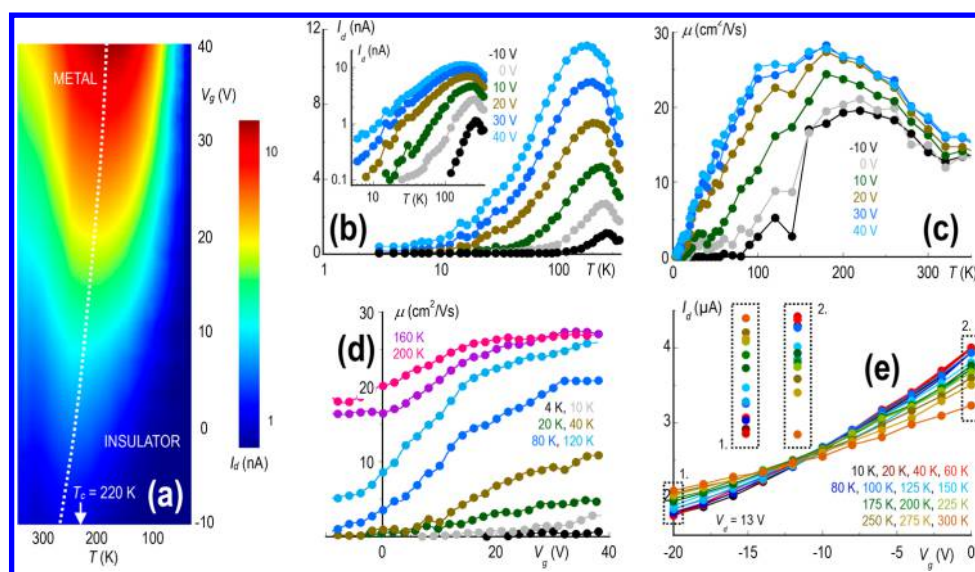 METAL
INSULATOR
T_c = 220 K
(a)
300 200 100
T (K)
40
V_g (V)
30
20
10
0
-10
10
1
I_d (nA)
I_d (nA)
12
8
4
0
1 10 100 T (K)
(b)
I_d (nA)
10
1
0.1
10 T (K) 100
-10 V
0 V
10 V
20 V
30 V
40 V
μ (cm²/Vs)
30
20
10
0
0 100 200 300 T (K)
-10 V
0 V
10 V
20 V
30 V
40 V
(c)
μ (cm²/Vs)
(d)
30
20
10
160 K
200 K
4 K, 10 K
20 K, 40 K
80 K, 120 K
0 20 V_g (V) 40
I_d (μA)
4
3
2
1.
2.
1.
2.
(e)
10 K, 20 K, 40 K, 60 K
80 K, 100 K, 125 K, 150 K
175 K, 200 K, 225 K
250 K, 275 K, 300 K
V_d = 13 V
-20 -15 -10 -5 V_g (V) 0